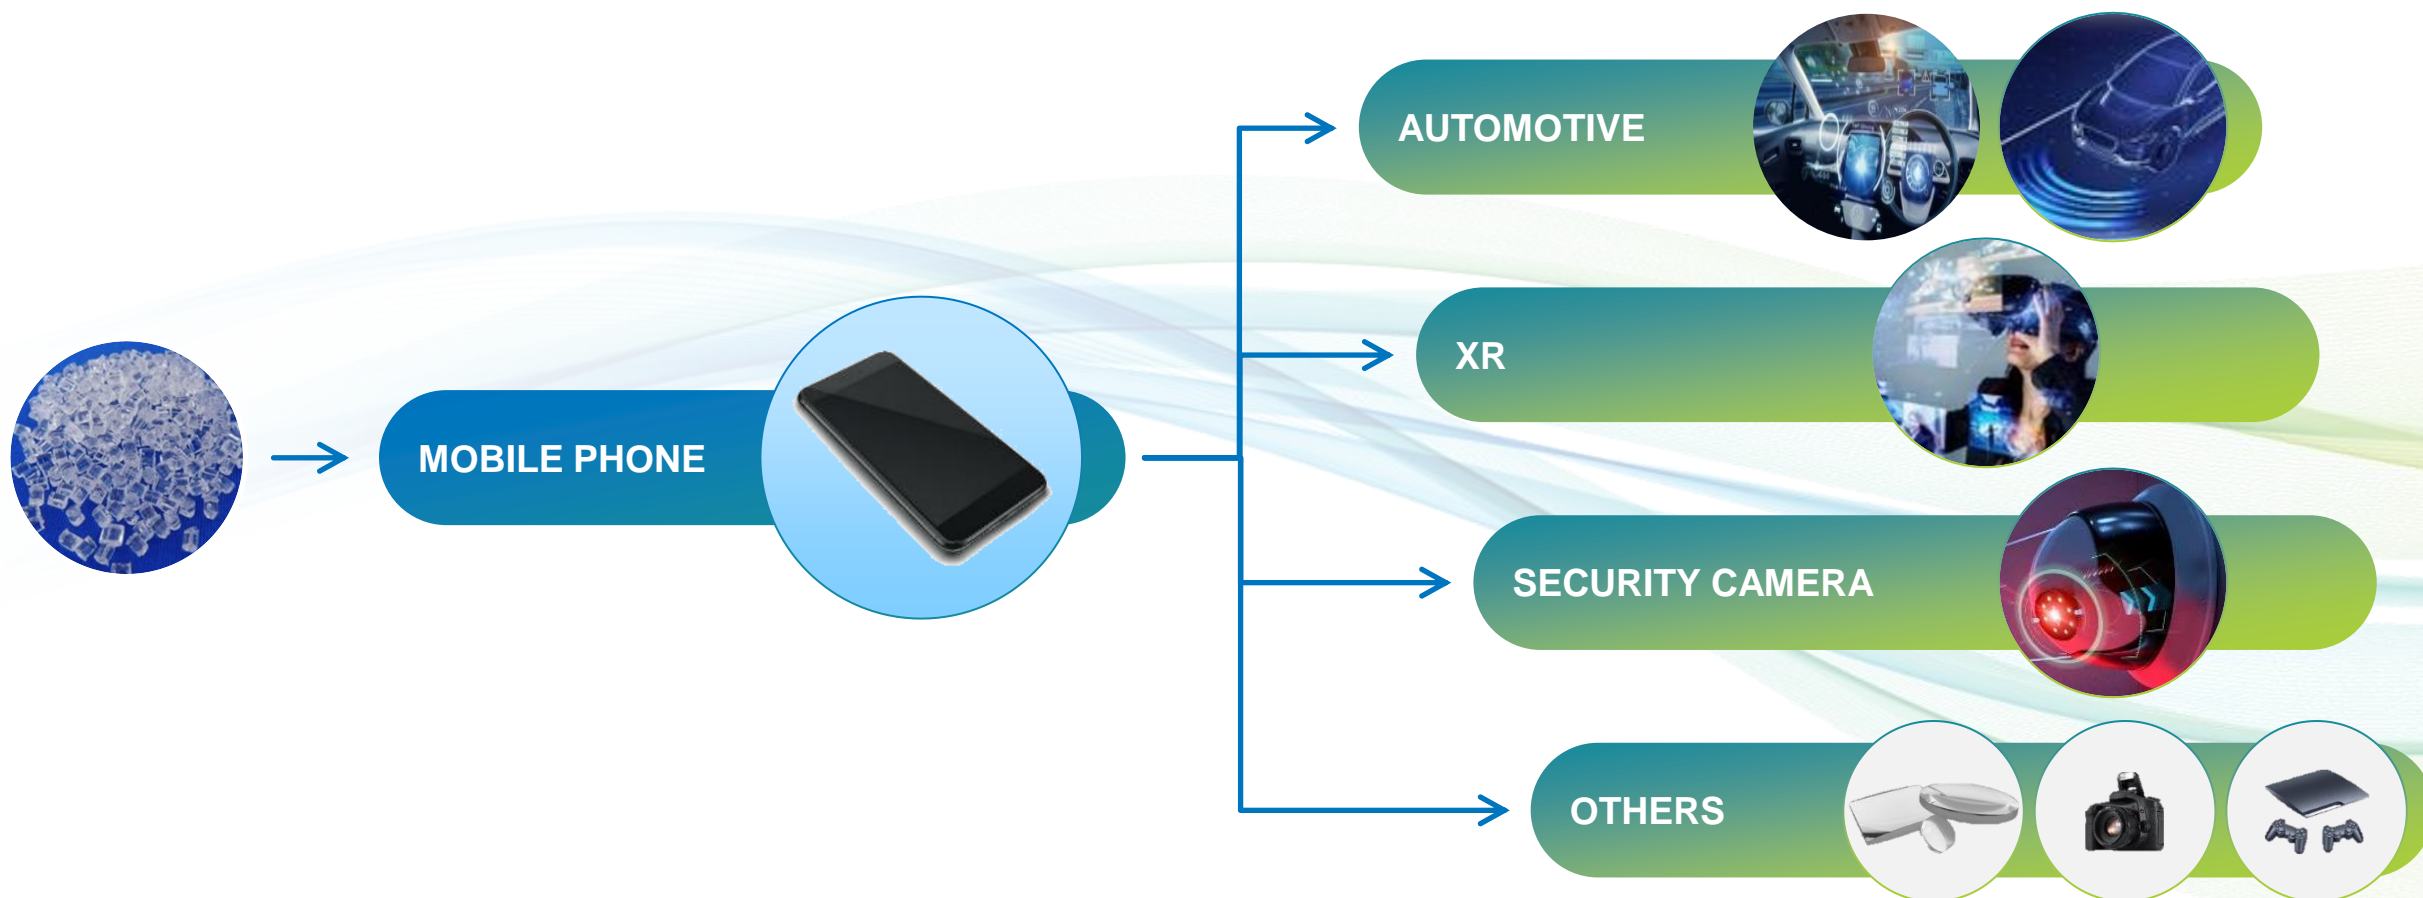 AUTOMOTIVE
XR
MOBILE PHONE
SECURITY CAMERA
OTHERS